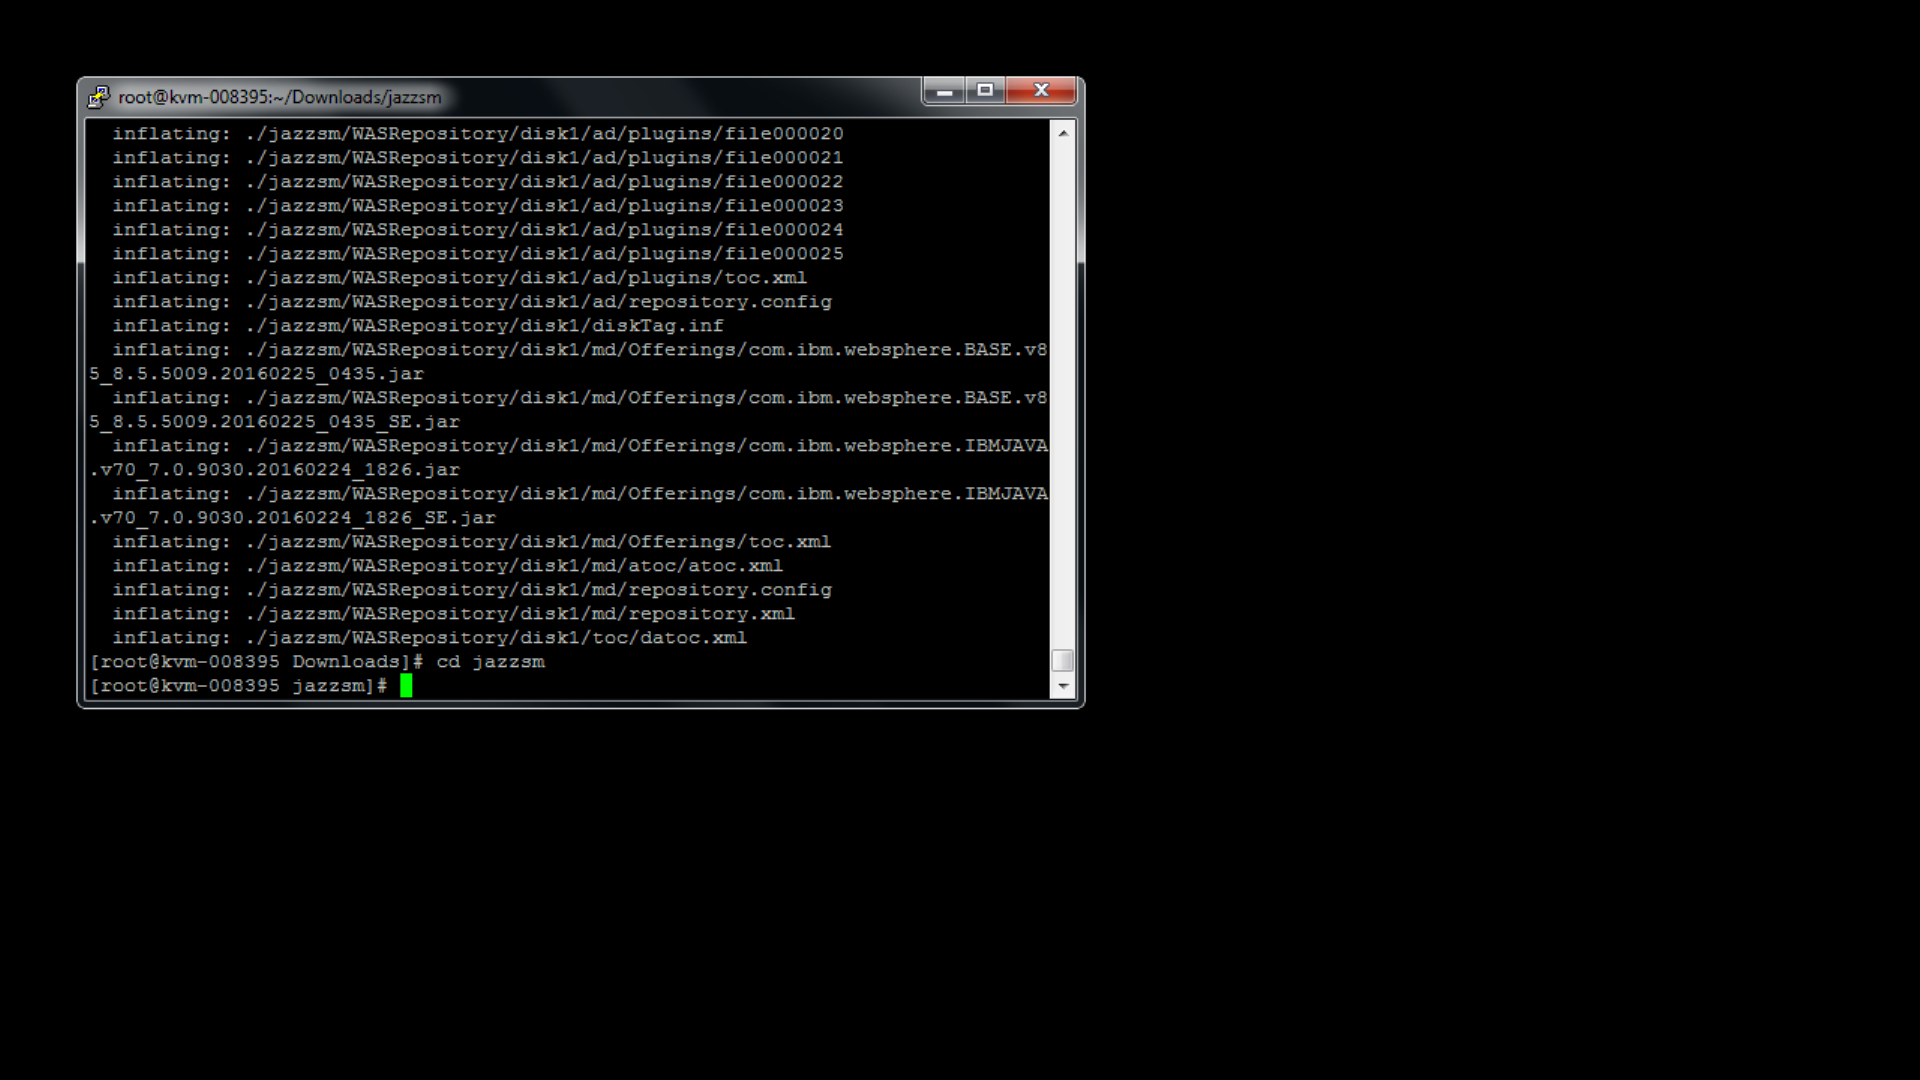 root@kvm-008395:~/Downloads/jazzsm
inflating: ./jazzsm/WASRepository/disk1/ad/plugins/file000020
inflating: ./jazzsm/WASRepository/disk1/ad/plugins/file000021
inflating: ./jazzsm/WASRepository/disk1/ad/plugins/file000022
inflating: ./jazzsm/WASRepository/disk1/ad/plugins/file000023
inflating: ./jazzsm/WASRepository/disk1/ad/plugins/file000024
inflating: ./jazzsm/WASRepository/disk1/ad/plugins/file000025
inflating: ./jazzsm/WASRepository/disk1/ad/plugins/toc.xml
inflating: ./jazzsm/WASRepository/disk1/ad/repository.config
inflating: ./jazzsm/WASRepository/disk1/diskTag.inf
inflating: ./jazzsm/WASRepository/disk1/md/Offerings/com.ibm.websphere.BASE.v8
5_8.5.5009.20160225_0435.jar
inflating: ./jazzsm/WASRepository/disk1/md/Offerings/com.ibm.websphere.BASE.v8
5_8.5.5009.20160225_0435_SE.jar
inflating: ./jazzsm/WASRepository/disk1/md/Offerings/com.ibm.websphere.IBMJAVA
.v70_7.0.9030.20160224_1826.jar
inflating: ./jazzsm/WASRepository/disk1/md/Offerings/com.ibm.websphere.IBMJAVA
.v70_7.0.9030.20160224_1826_SE.jar
inflating: ./jazzsm/WASRepository/disk1/md/Offerings/toc.xml
inflating: ./jazzsm/WASRepository/disk1/md/atoc/atoc.xml
inflating: ./jazzsm/WASRepository/disk1/md/repository.config
inflating: ./jazzsm/WASRepository/disk1/md/repository.xml
inflating: ./jazzsm/WASRepository/disk1/toc/datoc.xml
[root@kvm-008395 Downloads]# cd jazzsm
[root@kvm-008395 jazzsm]#